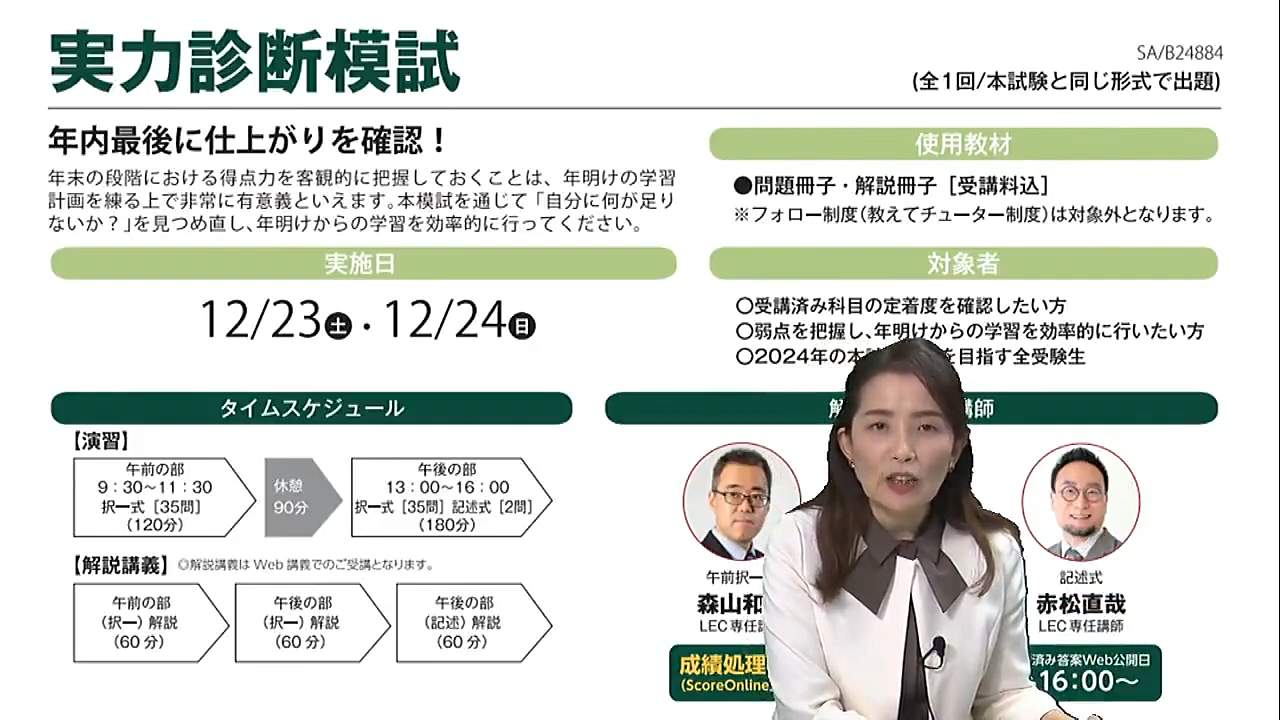 実力診断模試
SA/B24884
(全1回/本試験と同じ形式で出題)
年内最後に仕上がりを確認！
年末の段階における得点力を客観的に把握しておくことは、年明けの学習
計画を練る上で非常に有意義といえます。本模試を通じて「自分に何が足り
ないか？」を見つめ直し、年明けからの学習を効率的に行ってください。
使用教材
●問題冊子・解説冊子［受講料込］
※フォロー制度（教えてチューター制度）は対象外となります。
実施日
12/23土・12/24日
対象者
〇受講済み科目の定着度を確認したい方
〇弱点を把握し、年明けからの学習を効率的に行いたい方
〇2024年の本
を目指す全受験生
タイムスケジュール
【演習】
午前の部
9：30～11：30
択一式［35問］
（120分）
休憩
90分
午後の部
13：00～16：00
択一式［35問］記述式［2問］
（180分）
【解説講義】◎解説講義は Web 講義でのご受講となります。
午前の部
（択一）解説
（60 分）
午後の部
（択一）解説
（60 分）
午後の部
（記述）解説
（60 分）
講師
午前択一
森山和
LEC専任
記述式
赤松直哉
LEC専任講師
成績処理
(ScoreOnline
済み答案Web公開日
16：00～